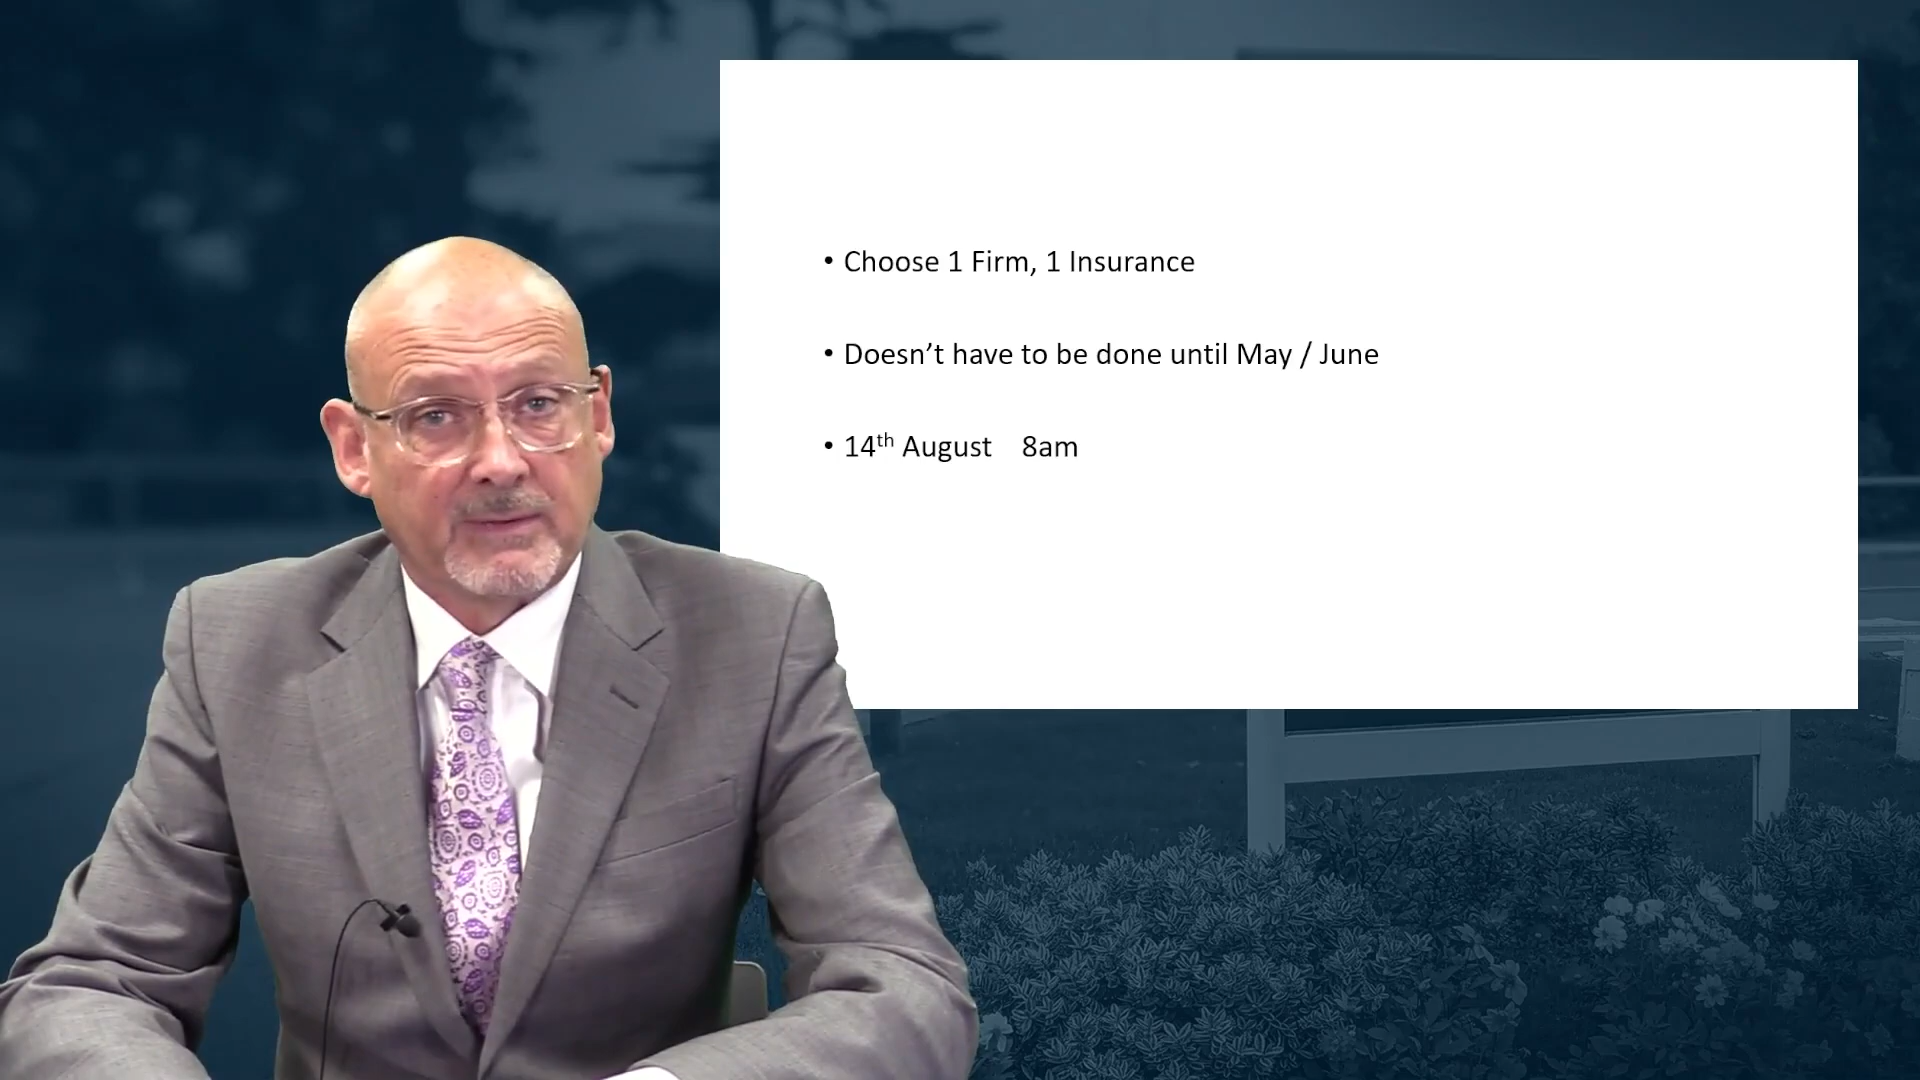 • Choose 1 Firm, 1 Insurance
• Doesn’t have to be done until May / June
• 14th August 8am